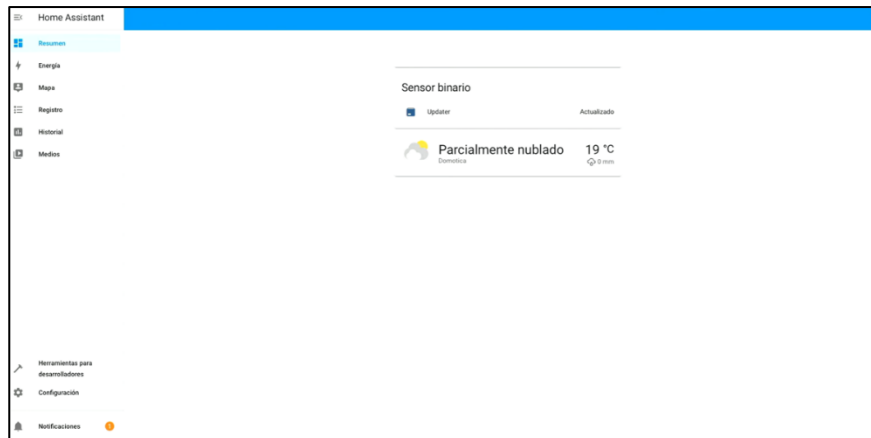 Home Assistant
Resumen
Energía
Mapa
Registro
Historial
Medios
Sensor binario
Updater Actualizado
Parcialmente nublado 19 °C
Domotica 0 mm
Herramientas para
desarrolladores
Configuración
Notificaciones